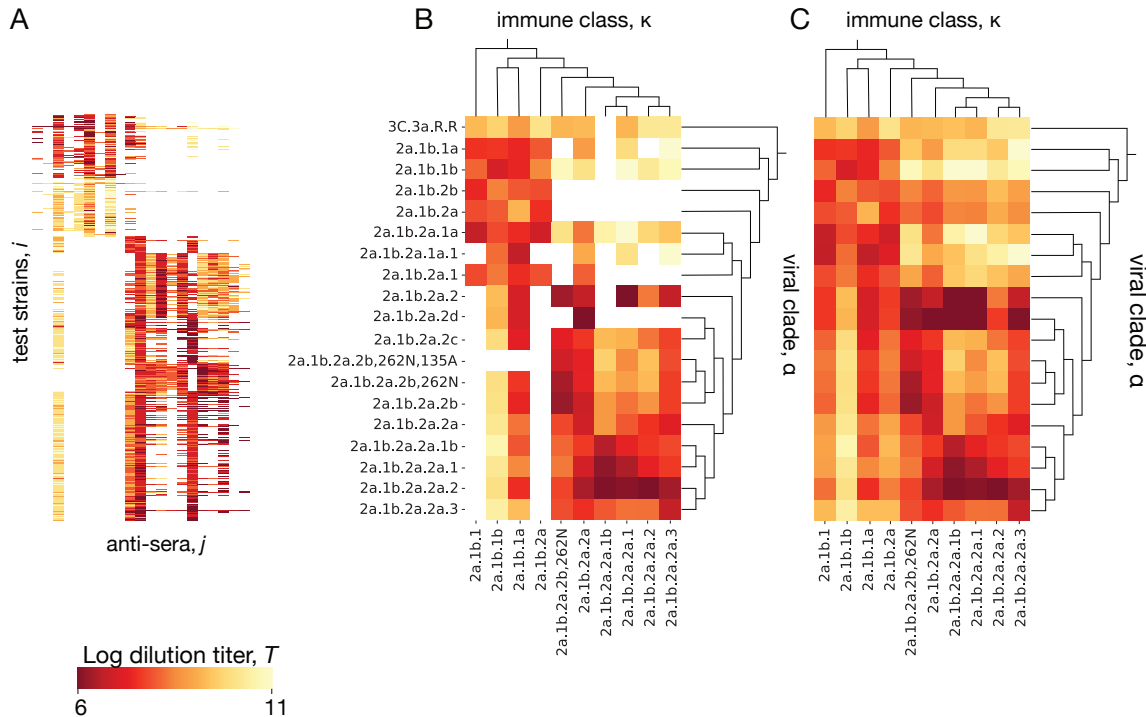 A
B
C
immune class, κ
immune class, κ
test strains, i
anti-sera, j
3C.3a.R.R
2a.1b.1a
2a.1b.1b
2a.1b.2b
2a.1b.2a
2a.1b.2a.1a
2a.1b.2a.1a.1
2a.1b.2a.1
2a.1b.2a.2
2a.1b.2a.2d
2a.1b.2a.2c
2a.1b.2a.2b,262N,135A
2a.1b.2a.2b,262N
2a.1b.2a.2b
2a.1b.2a.2a
2a.1b.2a.2a.1b
2a.1b.2a.2a.1
2a.1b.2a.2a.2
2a.1b.2a.2a.3
viral clade, α
viral clade, α
2a.1b.1
2a.1b.1b
2a.1b.1a
2a.1b.2a
2a.1b.2a.2b,262N
2a.1b.2a.2a
2a.1b.2a.2a.1b
2a.1b.2a.2a.1
2a.1b.2a.2a.2
2a.1b.2a.2a.3
2a.1b.1
2a.1b.1b
2a.1b.1a
2a.1b.2a
2a.1b.2a.2b,262N
2a.1b.2a.2a
2a.1b.2a.2a.1b
2a.1b.2a.2a.1
2a.1b.2a.2a.2
2a.1b.2a.2a.3
Log dilution titer, T
6
11